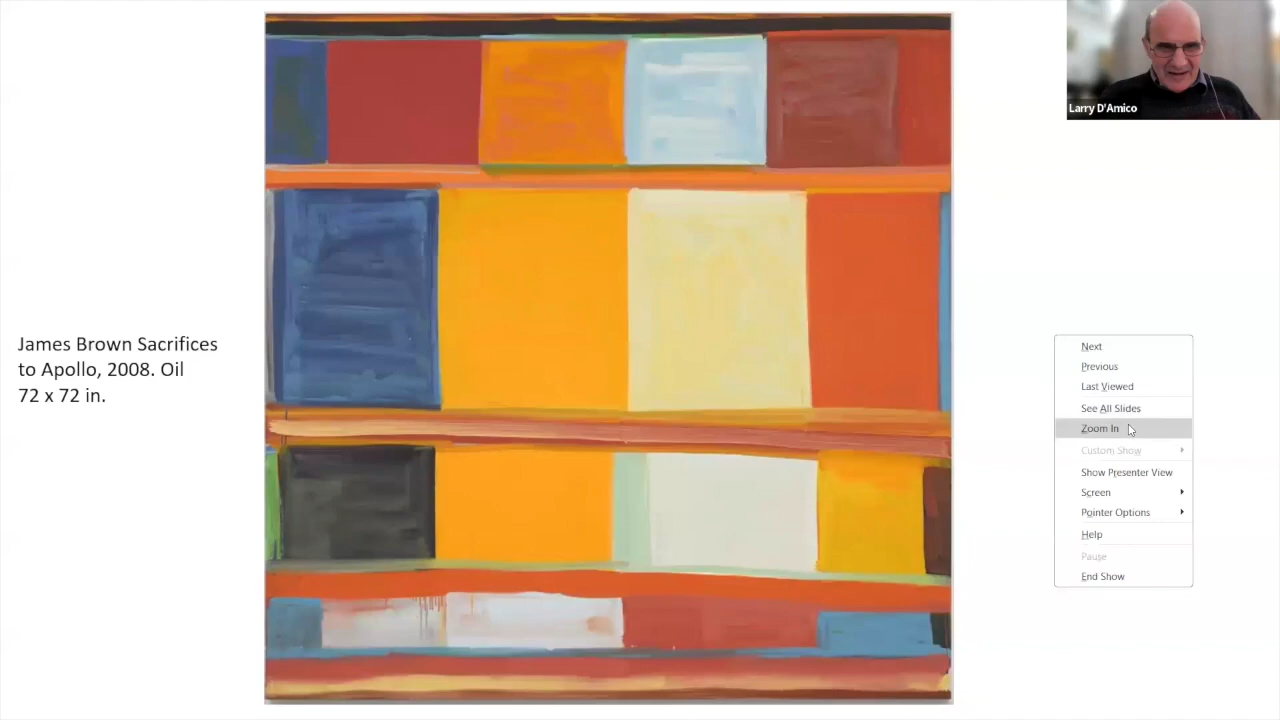 Larry D'Amico
James Brown Sacrifices
to Apollo, 2008. Oil
72 x 72 in.
Next
Previous
Last Viewed
See All Slides
Zoom In
Custom Show
Show Presenter View
Screen
Pointer Options
Help
Pause
End Show